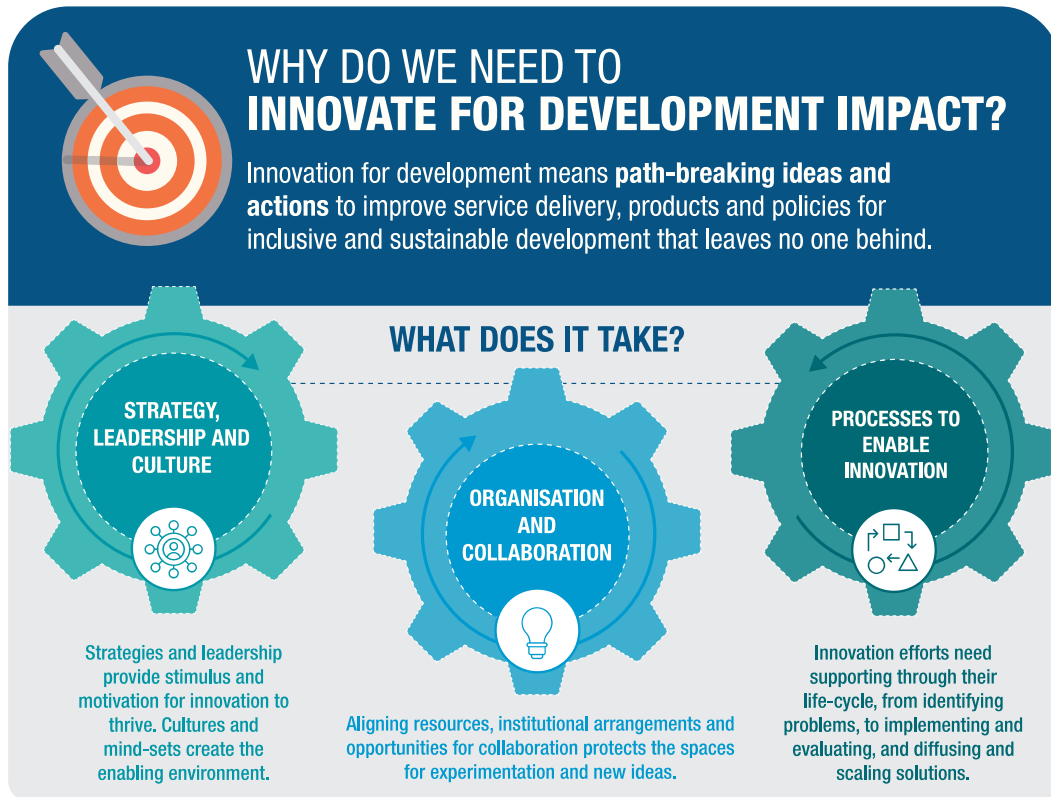 WHY DO WE NEED TO
INNOVATE FOR DEVELOPMENT IMPACT?
Innovation for development means path-breaking ideas and
actions to improve service delivery, products and policies for
inclusive and sustainable development that leaves no one behind.
WHAT DOES IT TAKE?
STRATEGY,
LEADERSHIP AND
CULTURE
Strategies and leadership
provide stimulus and
motivation for innovation to
thrive. Cultures and
mind-sets create the
enabling environment.
ORGANISATION
AND
COLLABORATION
Aligning resources, institutional arrangements and
opportunities for collaboration protects the spaces
for experimentation and new ideas.
PROCESSES TO
ENABLE
INNOVATION
Innovation efforts need
supporting through their
life-cycle, from identifying
problems, to implementing and
evaluating, and diffusing and
scaling solutions.